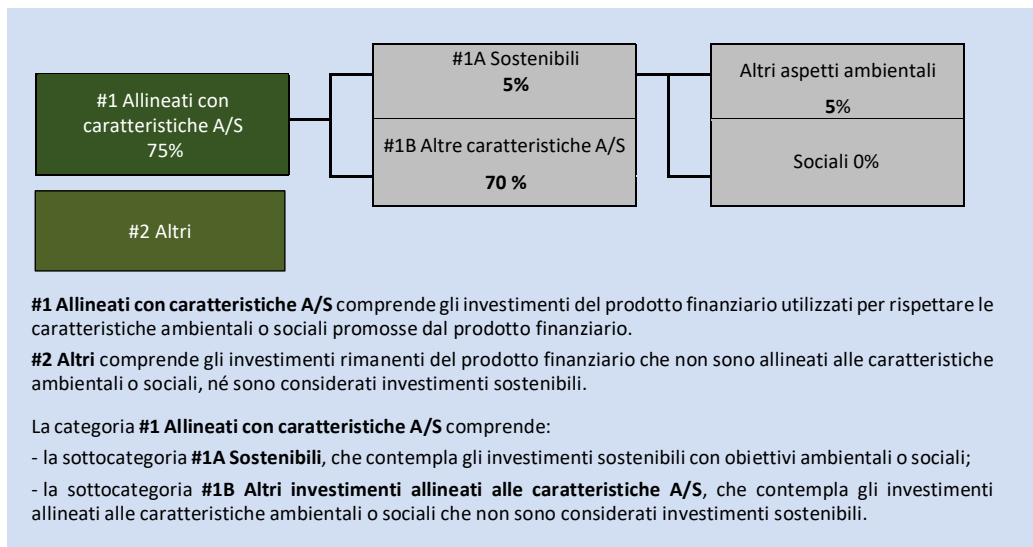 #1 Allineati con
caratteristiche A/S
75%
#2 Altri
#1A Sostenibili
5%
#1B Altre caratteristiche A/S
70 %
Altri aspetti ambientali
5%
Sociali 0%
#1 Allineati con caratteristiche A/S comprende gli investimenti del prodotto finanziario utilizzati per rispettare le
caratteristiche ambientali o sociali promosse dal prodotto finanziario.
#2 Altri comprende gli investimenti rimanenti del prodotto finanziario che non sono allineati alle caratteristiche
ambientali o sociali, né sono considerati investimenti sostenibili.
La categoria #1 Allineati con caratteristiche A/S comprende:
- la sottocategoria #1A Sostenibili, che contempla gli investimenti sostenibili con obiettivi ambientali o sociali;
- la sottocategoria #1B Altri investimenti allineati alle caratteristiche A/S, che contempla gli investimenti
allineati alle caratteristiche ambientali o sociali che non sono considerati investimenti sostenibili.